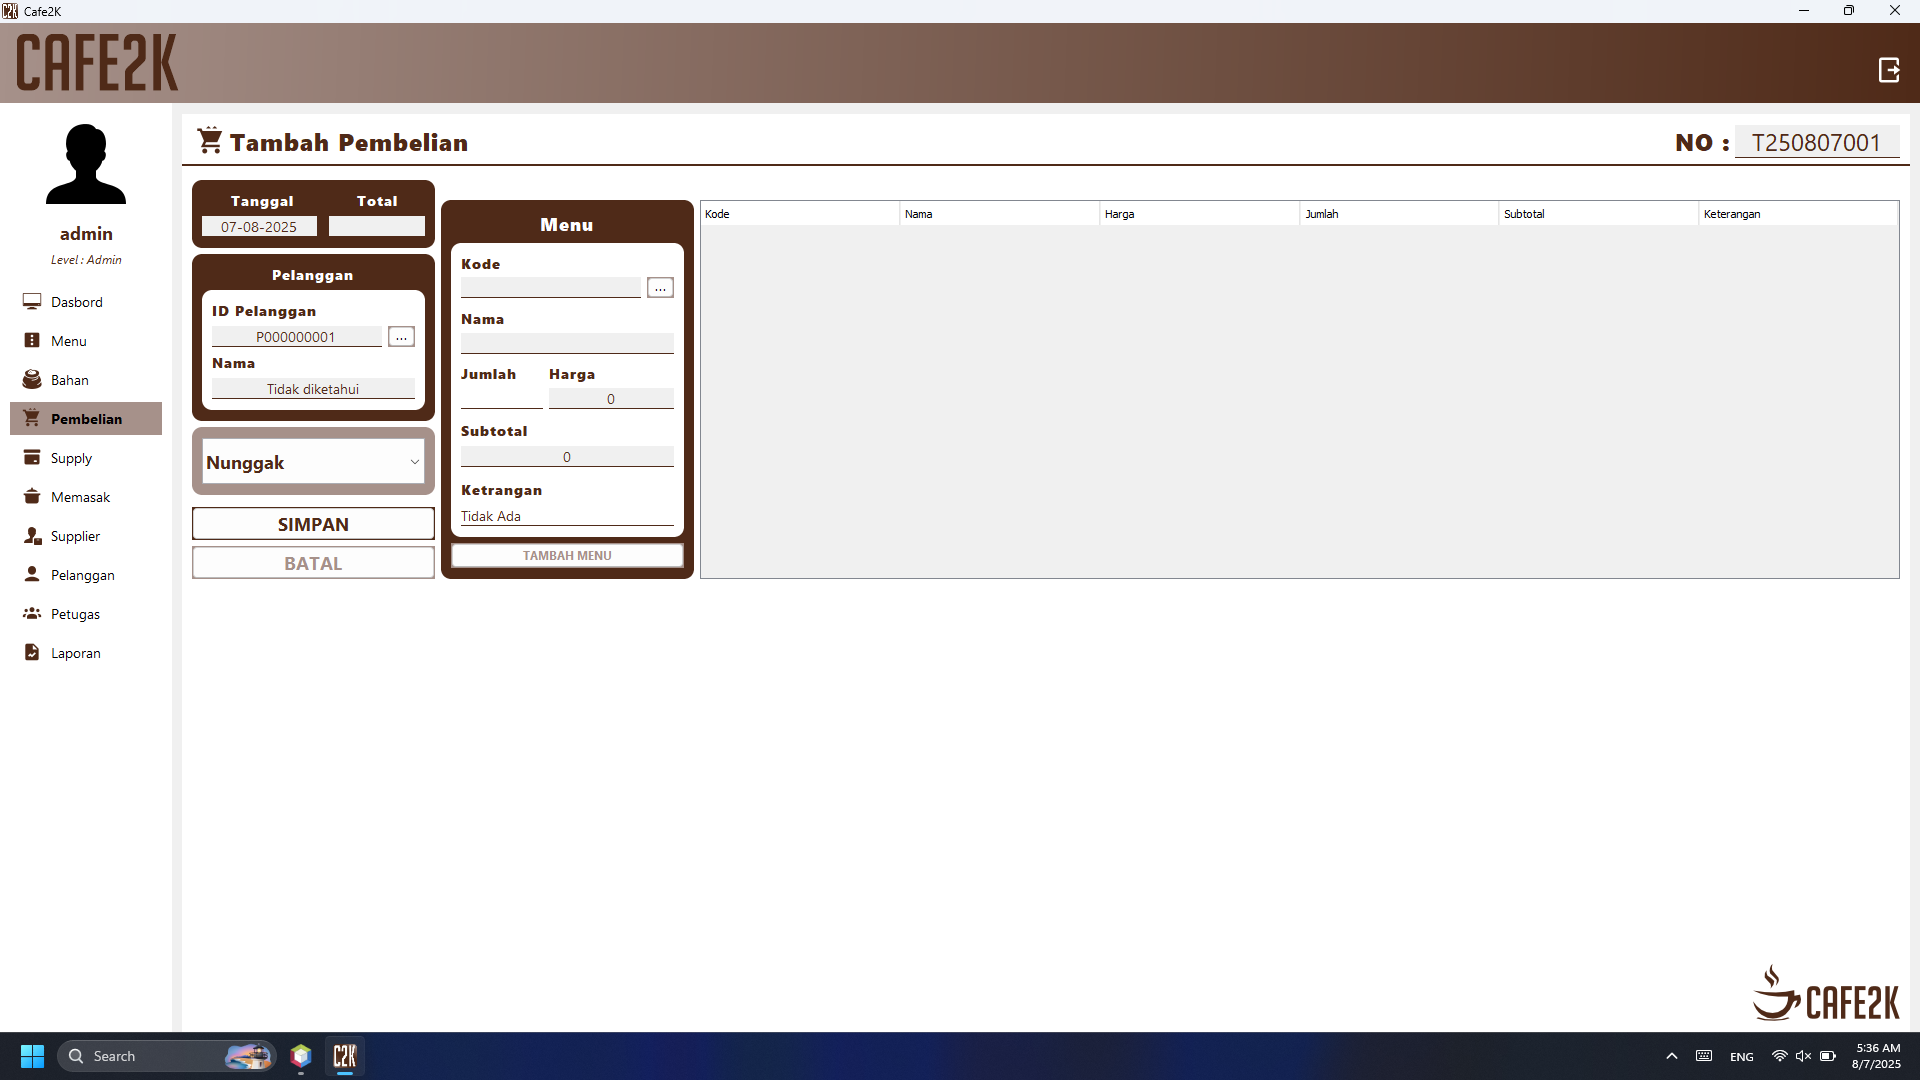 C2K Cafe2K
CAFE2K
admin
Level : Admin
Dasbord
Menu
Bahan
Pembelian
Supply
Memasak
Supplier
Pelanggan
Petugas
Laporan
Tambah Pembelian
NO : T250807001
Tanggal Total
07-08-2025
Pelanggan
ID Pelanggan
P000000001 ...
Nama
Tidak diketahui
Nunggak
SIMPAN
BATAL
Menu
Kode
...
Nama
Jumlah Harga
0
Subtotal
0
Ketrangan
Tidak Ada
TAMBAH MENU
Kode Nama Harga Jumlah Subtotal Keterangan
CAFE2K
Search C2K ENG 5:36 AM
8/7/2025